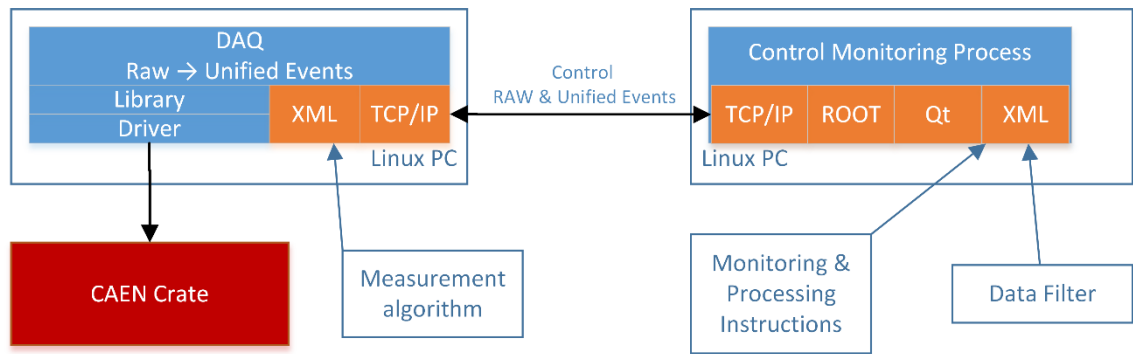 DAQ
Raw → Unified Events
Library
Driver
XML
TCP/IP
Linux PC
Control
RAW & Unified Events
Control Monitoring Process
TCP/IP
ROOT
Qt
XML
Linux PC
CAEN Crate
Measurement
algorithm
Monitoring &
Processing
Instructions
Data Filter